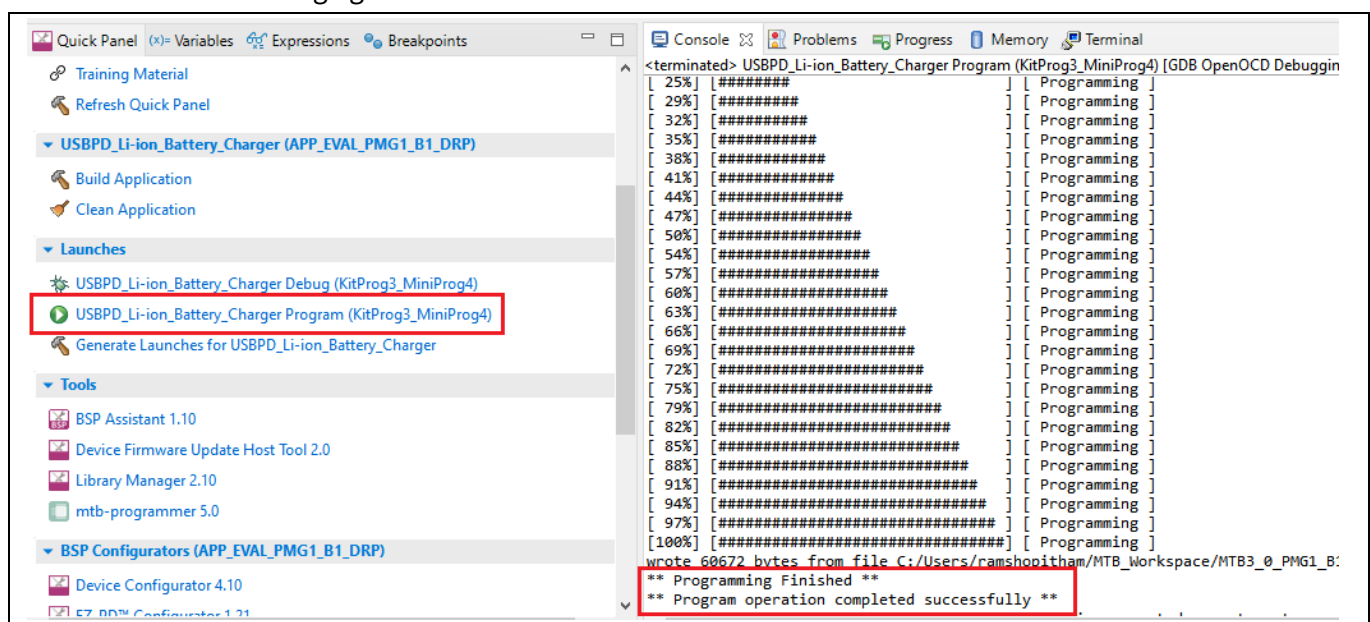 Quick Panel (x)= Variables Expressions Breakpoints
Training Material
Refresh Quick Panel
USBPD_Li-ion_Battery_Charger (APP_EVAL_PMG1_B1_DRP)
Build Application
Clean Application
Launches
USBPD_Li-ion_Battery_Charger Debug (KitProg3_MiniProg4)
USBPD_Li-ion_Battery_Charger Program (KitProg3_MiniProg4)
Generate Launches for USBPD_Li-ion_Battery_Charger
Tools
BSP Assistant 1.10
Device Firmware Update Host Tool 2.0
Library Manager 2.10
mtb-programmer 5.0
BSP Configurators (APP_EVAL_PMG1_B1_DRP)
Device Configurator 4.10
EZ-PD™ Configurator 1.21
Console Problems Progress Memory Terminal
<terminated> USBPD_Li-ion_Battery_Charger Program (KitProg3_MiniProg4) [GDB OpenOCD Debuggin
[ 25%] [######## ] [ Programming ]
[ 29%] [######### ] [ Programming ]
[ 32%] [########## ] [ Programming ]
[ 35%] [########### ] [ Programming ]
[ 38%] [############ ] [ Programming ]
[ 41%] [############# ] [ Programming ]
[ 44%] [############## ] [ Programming ]
[ 47%] [############### ] [ Programming ]
[ 50%] [################ ] [ Programming ]
[ 54%] [################# ] [ Programming ]
[ 57%] [################## ] [ Programming ]
[ 60%] [################### ] [ Programming ]
[ 63%] [#################### ] [ Programming ]
[ 66%] [##################### ] [ Programming ]
[ 69%] [###################### ] [ Programming ]
[ 72%] [####################### ] [ Programming ]
[ 75%] [######################## ] [ Programming ]
[ 79%] [######################### ] [ Programming ]
[ 82%] [########################## ] [ Programming ]
[ 85%] [########################### ] [ Programming ]
[ 88%] [############################ ] [ Programming ]
[ 91%] [############################# ] [ Programming ]
[ 94%] [############################## ] [ Programming ]
[ 97%] [############################### ] [ Programming ]
[100%] [################################] [ Programming ]
wrote 60672 bytes from file C:/Users/ramshopitham/MTB_Workspace/MTB3_0_PMG1_B1
** Programming Finished **
** Program operation completed successfully **